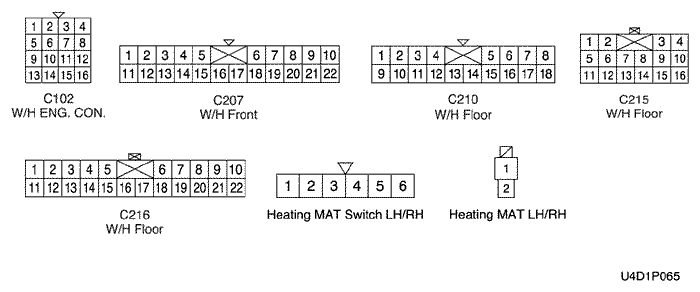 1 2 3 4
5 6 7 8
9 10 11 12
13 14 15 16
C102
W/H ENG. CON.
1 2 3 4 5 6 7 8 9 10
11 12 13 14 15 16 17 18 19 20 21 22
C207
W/H Front
1 2 3 4 5 6 7 8
9 10 11 12 13 14 15 16 17 18
C210
W/H Floor
1 2 3 4
5 6 7 8 9 10
11 12 13 14 15 16
C215
W/H Floor
1 2 3 4 5 6 7 8 9 10
11 12 13 14 15 16 17 18 19 20 21 22
C216
W/H Floor
1 2 3 4 5 6
Heating MAT Switch LH/RH
1
2
Heating MAT LH/RH
U4D1P065